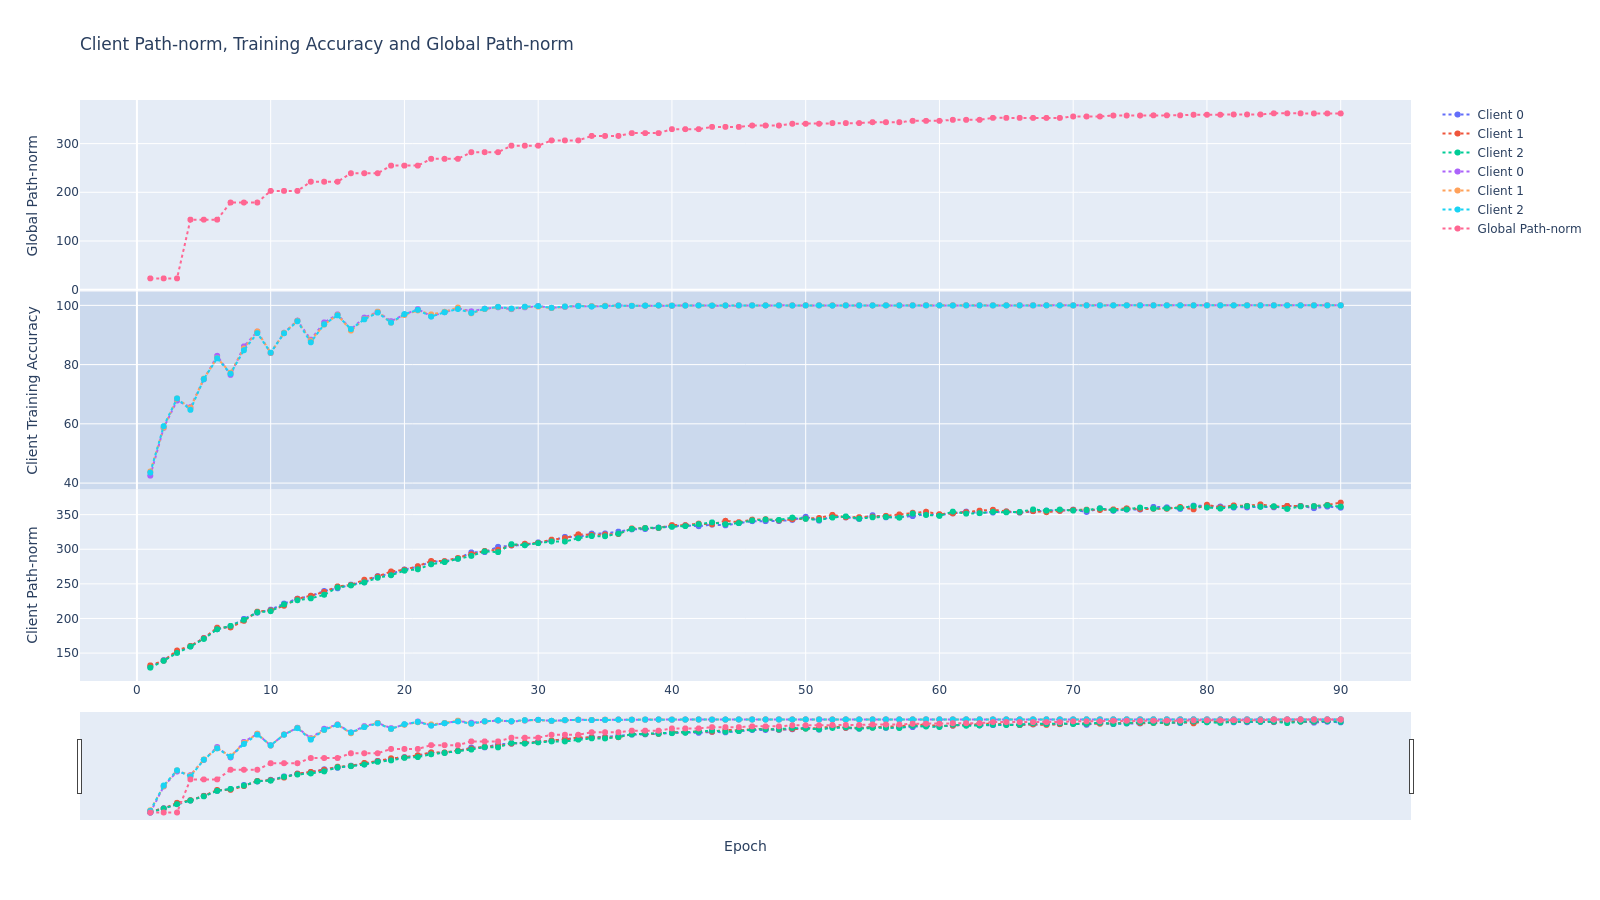 Client Path-norm, Training Accuracy and Global Path-norm
Global Path-norm
300
200
100
0
Client Training Accuracy
100
80
60
40
Client Path-norm
350
300
250
200
150
0 10 20 30 40 50 60 70 80 90
Epoch
Client 0
Client 1
Client 2
Client 0
Client 1
Client 2
Global Path-norm